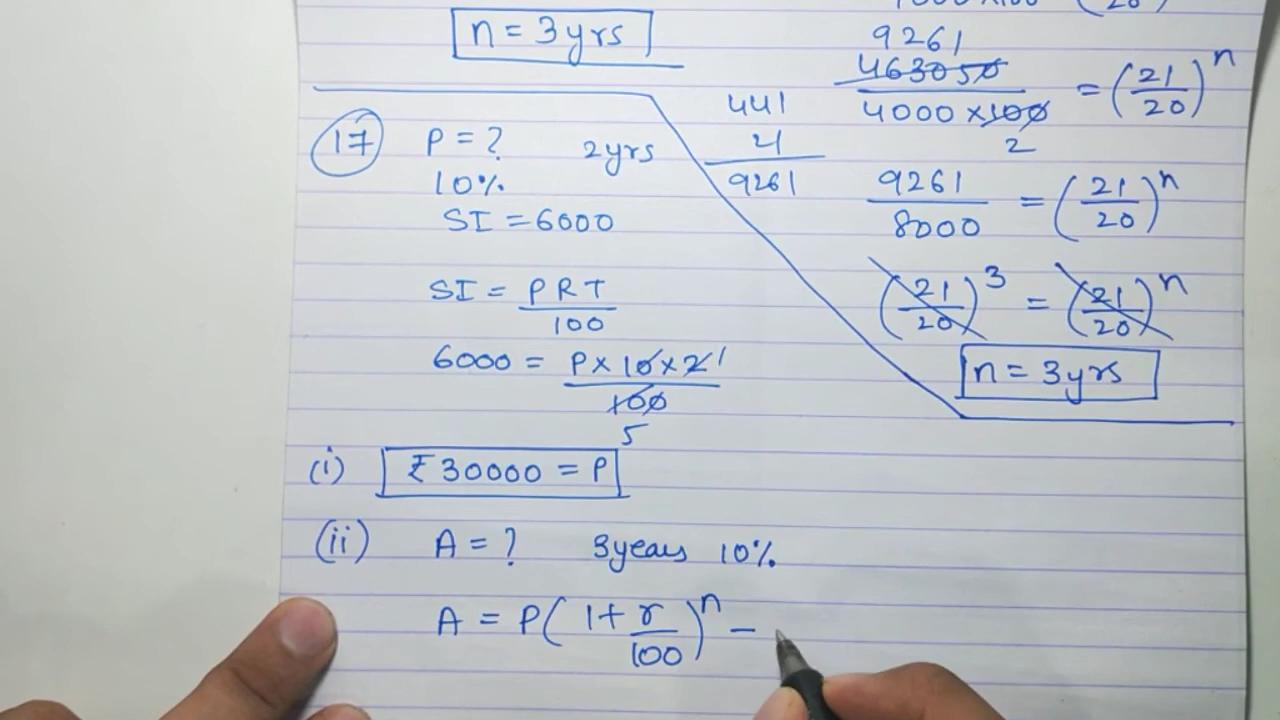 n = 3yrs
17 P = ? 2yrs
10%
SI = 6000
SI = PRT/100
6000 = P x 10 x 2 1/100
5
(i) ₹ 30000 = P
(ii) A = ? 3years 10%
A = P(1 + r/100)^n –
441
21
9261
9261
463050/4000 x 100 = (21/20)^n
2
9261/8000 = (21/20)^n
(21/20)^3 = (21/20)^n
n = 3yrs